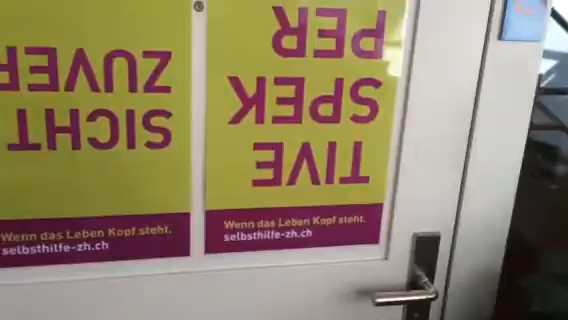 ZUVER
SICHT
Wenn das Leben Kopf steht.
selbsthilfe-zh.ch
PER
SPEK
TIVE
Wenn das Leben Kopf steht.
selbsthilfe-zh.ch